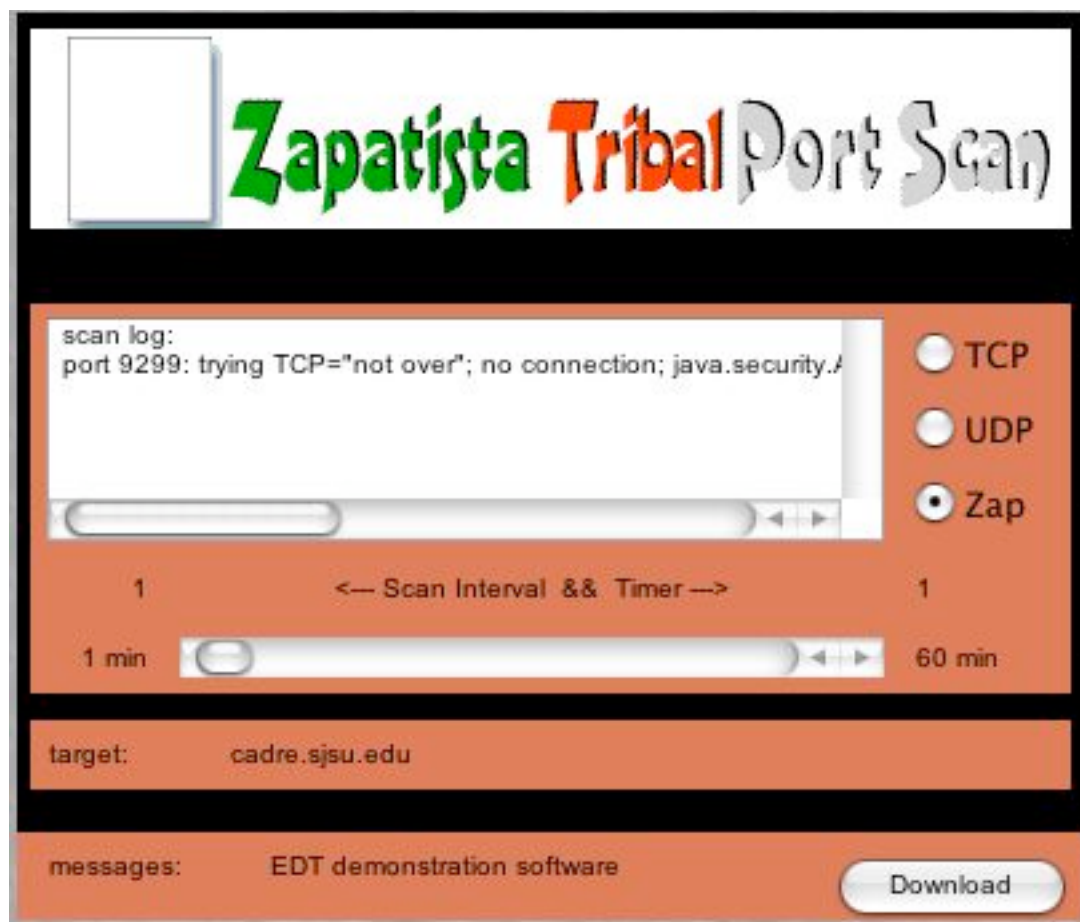 Zapatista Tribal Port Scan
scan log:
port 9299: trying TCP="not over"; no connection; java.security.A
TCP
UDP
Zap
1 <--- Scan Interval && Timer ---> 1
1 min 60 min
target: cadre.sjsu.edu
messages: EDT demonstration software
Download